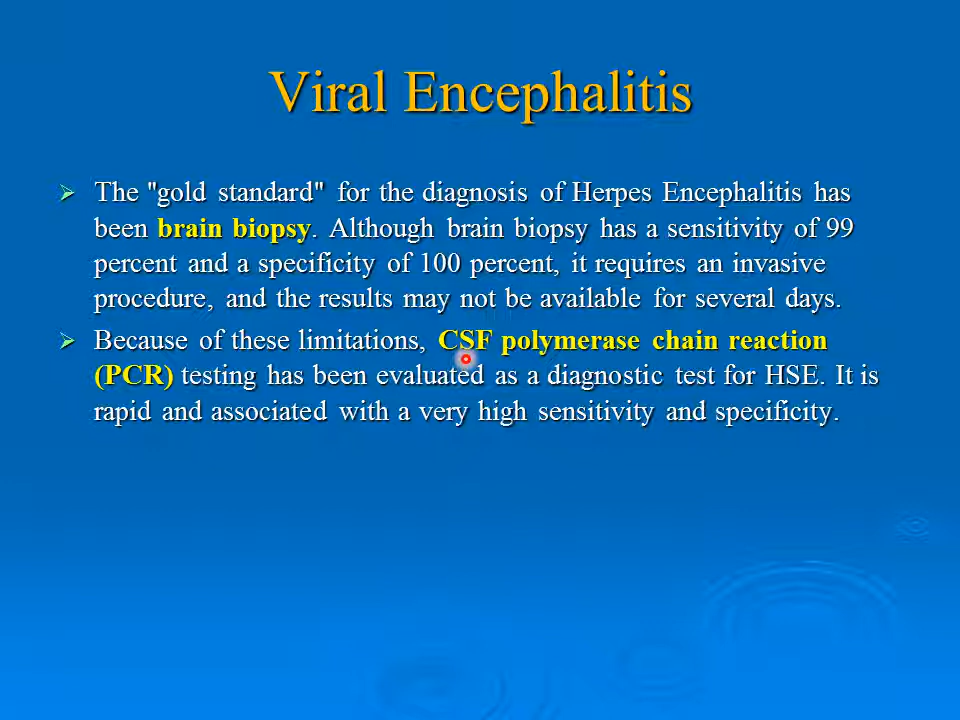 Viral Encephalitis
The "gold standard" for the diagnosis of Herpes Encephalitis has
been brain biopsy. Although brain biopsy has a sensitivity of 99
percent and a specificity of 100 percent, it requires an invasive
procedure, and the results may not be available for several days.
Because of these limitations, CSF polymerase chain reaction
(PCR) testing has been evaluated as a diagnostic test for HSE. It is
rapid and associated with a very high sensitivity and specificity.